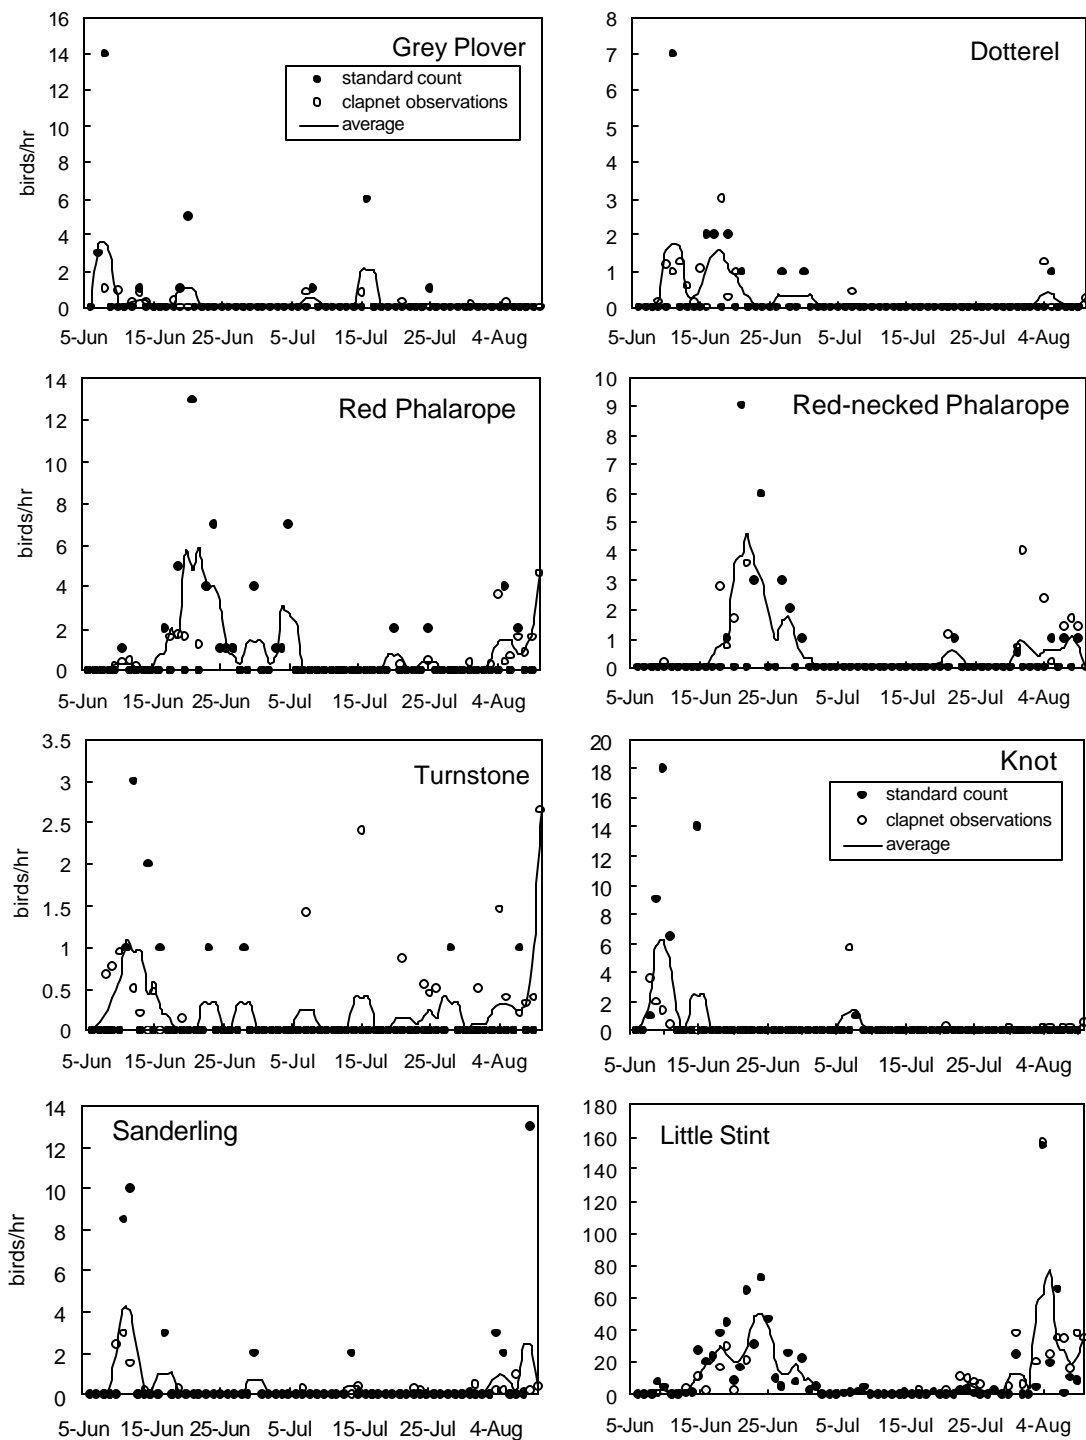 Grey Plover
standard count
clapnet observations
average
birds/hr
16
14
12
10
8
6
4
2
0
5-Jun 15-Jun 25-Jun 5-Jul 15-Jul 25-Jul 4-Aug
Dotterel
8
7
6
5
4
3
2
1
0
5-Jun 15-Jun 25-Jun 5-Jul 15-Jul 25-Jul 4-Aug
Red Phalarope
birds/hr
14
12
10
8
6
4
2
0
5-Jun 15-Jun 25-Jun 5-Jul 15-Jul 25-Jul 4-Aug
Red-necked Phalarope
10
9
8
7
6
5
4
3
2
1
0
5-Jun 15-Jun 25-Jun 5-Jul 15-Jul 25-Jul 4-Aug
Turnstone
birds/hr
3.5
3
2.5
2
1.5
1
0.5
0
5-Jun 15-Jun 25-Jun 5-Jul 15-Jul 25-Jul 4-Aug
Knot
standard count
clapnet observations
average
20
18
16
14
12
10
8
6
4
2
0
5-Jun 15-Jun 25-Jun 5-Jul 15-Jul 25-Jul 4-Aug
Sanderling
birds/hr
14
12
10
8
6
4
2
0
5-Jun 15-Jun 25-Jun 5-Jul 15-Jul 25-Jul 4-Aug
Little Stint
180
160
140
120
100
80
60
40
20
0
5-Jun 15-Jun 25-Jun 5-Jul 15-Jul 25-Jul 4-Aug